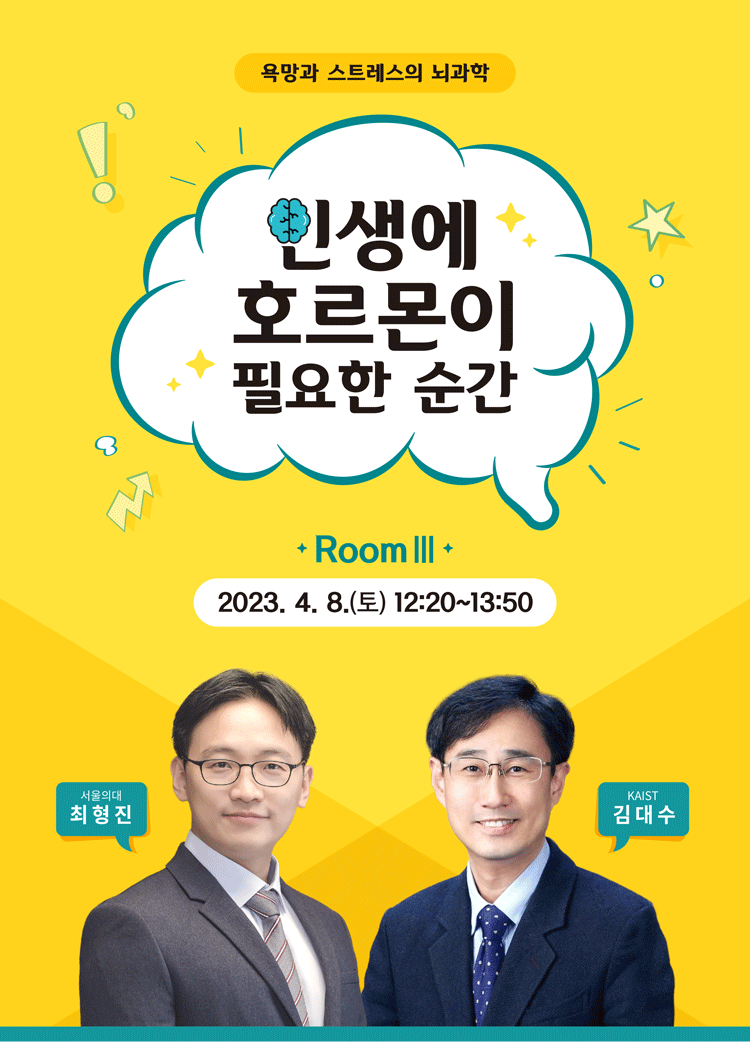 욕망과 스트레스의 뇌과학
인생에
호르몬이
필요한 순간
Room Ⅲ
2023. 4. 8.(토) 12:20~13:50
서울의대
최형진
KAIST
김대수